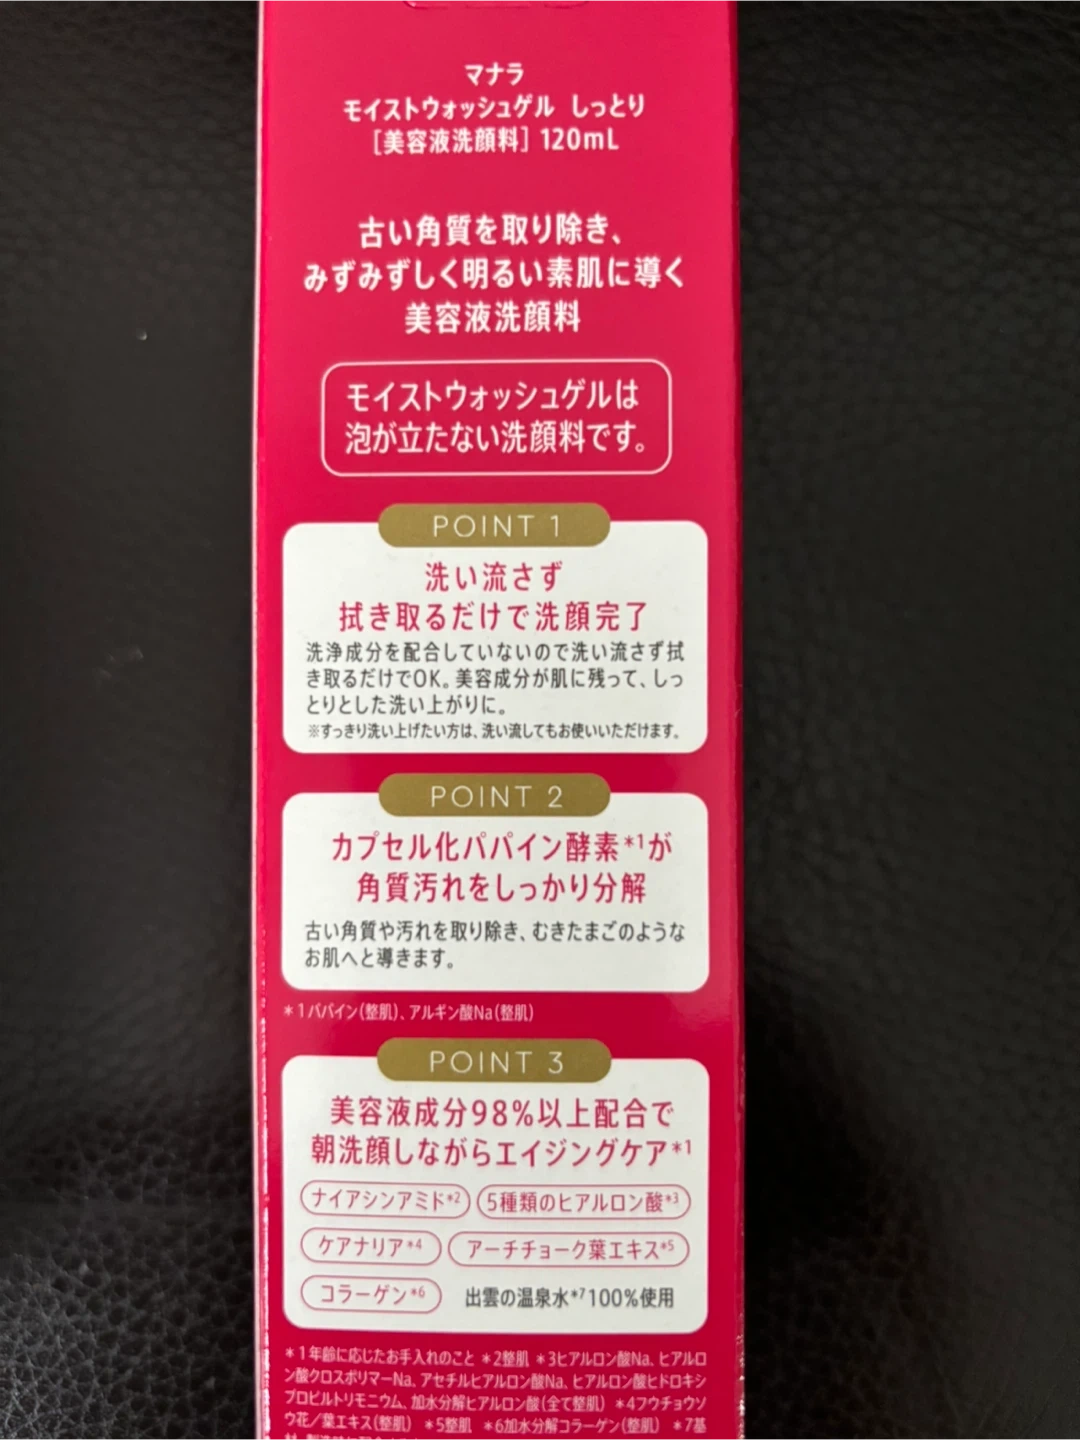 マナラ
モイストウォッシュゲル しっとり
[美容液洗顔料] 120mL
古い角質を取り除き、
みずみずしく明るい素肌に導く
美容液洗顔料
モイストウォッシュゲルは
泡が立たない洗顔料です。
POINT 1
洗い流さず
拭き取るだけで洗顔完了
洗浄成分を配合していないので洗い流さず拭
き取るだけでOK。美容成分が肌に残って、しっ
とりとした洗い上がりに。
※すっきり洗い上げたい方は、洗い流してもお使いいただけます。
POINT 2
カプセル化パパイン酵素*1が
角質汚れをしっかり分解
古い角質や汚れを取り除き、むきたまごのような
お肌へと導きます。
*1パパイン(整肌)、アルギン酸Na(整肌)
POINT 3
美容液成分98%以上配合で
朝洗顔しながらエイジングケア*1
ナイアシンアミド*2 5種類のヒアルロン酸*3
ケアナリア*4 アーチチョーク葉エキス*5
コラーゲン*6 出雲の温泉水*7100%使用
*1年齢に応じたお手入れのこと *2整肌 *3ヒアルロン酸Na、ヒアルロ
ン酸クロスポリマーNa、アセチルヒアルロン酸Na、ヒアルロン酸ヒドロキシ
プロピルトリモニウム、加水分解ヒアルロン酸(全て整肌) *4フウチョウソ
ウ花/葉エキス(整肌) *5整肌 *6加水分解コラーゲン(整肌) *7基